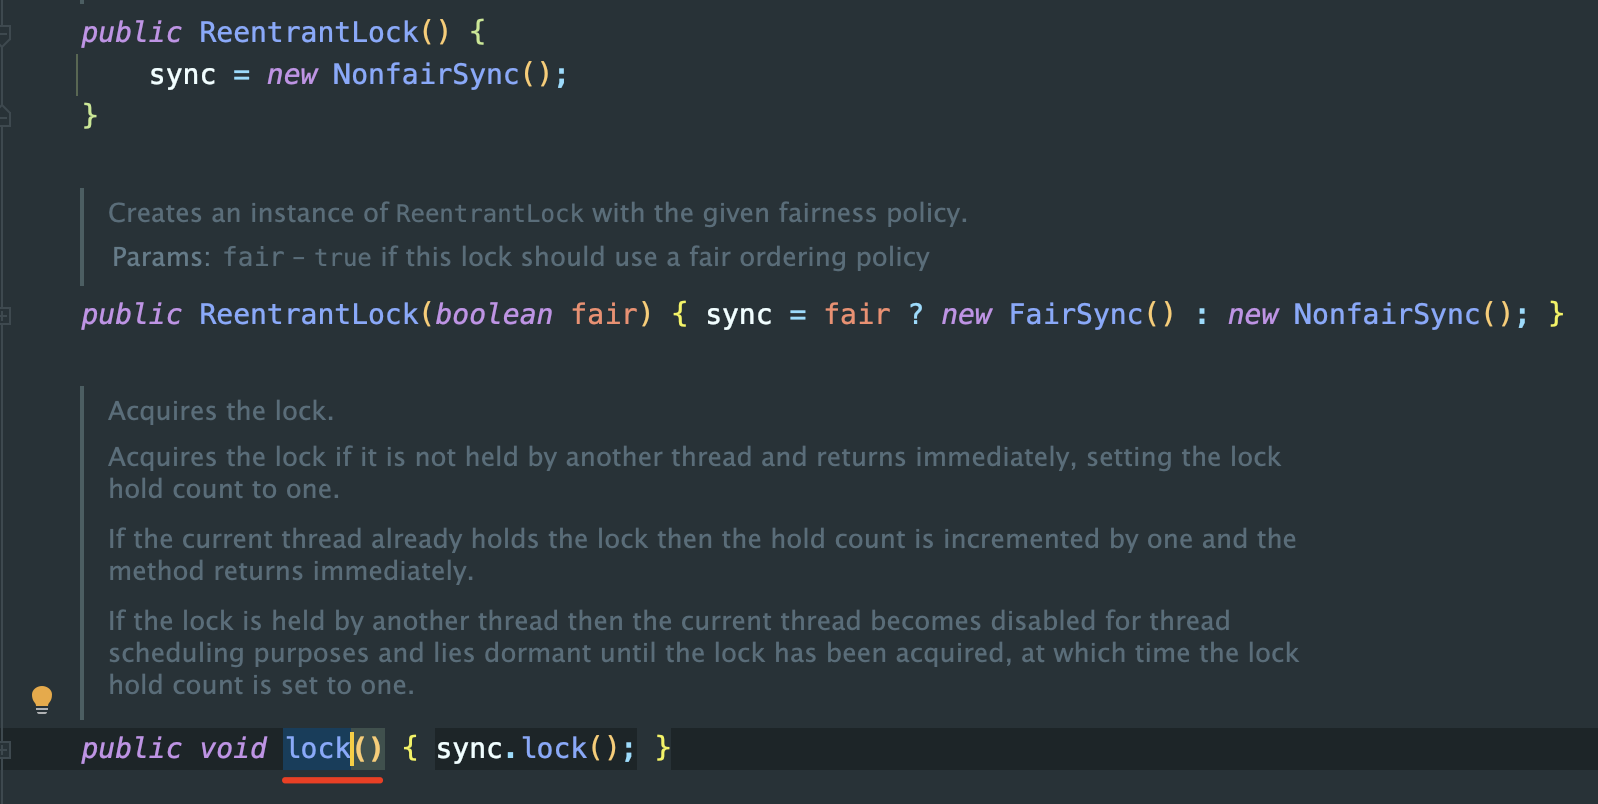 public ReentrantLock() {
sync = new NonfairSync();
}
Creates an instance of ReentrantLock with the given fairness policy.
Params: fair – true if this lock should use a fair ordering policy
public ReentrantLock(boolean fair) { sync = fair ? new FairSync() : new NonfairSync(); }
Acquires the lock.
Acquires the lock if it is not held by another thread and returns immediately, setting the lock
hold count to one.
If the current thread already holds the lock then the hold count is incremented by one and the
method returns immediately.
If the lock is held by another thread then the current thread becomes disabled for thread
scheduling purposes and lies dormant until the lock has been acquired, at which time the lock
hold count is set to one.
public void lock() { sync.lock(); }